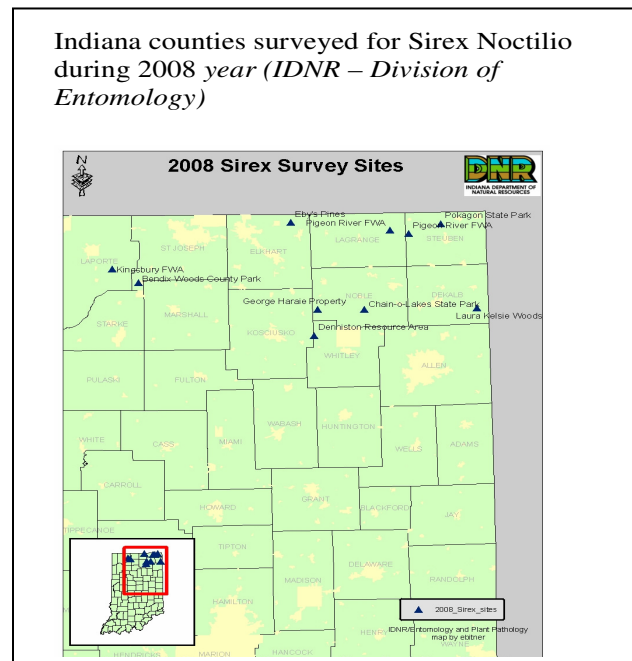 Indiana counties surveyed for Sirex Noctilio
during 2008 year (IDNR – Division of
Entomology)
N
2008 Sirex Survey Sites
DNR
INDIANA DEPARTMENT OF
NATURAL RESOURCES
Eby's Pines
Pokagon State Park
Pigeon River FWA
Pigeon River FWA
LAGRANGE
STEUBEN
ST JOSEPH
ELKHART
LAPORTE
Kingsbury FWA
Bendix Woods County Park
NOBLE
DEKALB
George Haraie Property
Chain-o-Lakes State Park
Laura Kelsie Woods
STARKE
MARSHALL
KOSCIUSKO
Denniston Resource Area
WHITLEY
ALLEN
PULASKI
FULTON
WABASH
HUNTINGTON
WHITE
CASS
MIAMI
WELLS
ADAMS
CARROLL
GRANT
BLACKFORD
JAY
HOWARD
TIPPECANOE
TIPTON
DELAWARE
MADISON
RANDOLPH
HAMILTON
2008_Sirex_sites
IDNR/Entomology and Plant Pathology
map by ebitner
HENRY
WAYNE
HENDRICKS
MARION
HANCOCK